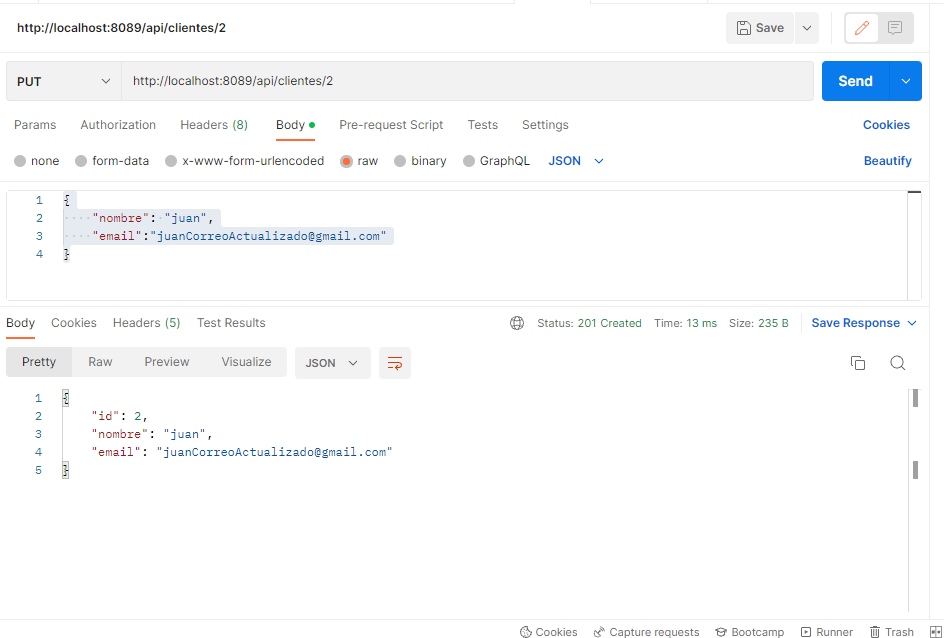 http://localhost:8089/api/clientes/2
Save
PUT
http://localhost:8089/api/clientes/2
Send
Params Authorization Headers (8) Body Pre-request Script Tests Settings Cookies
none form-data x-www-form-urlencoded raw binary GraphQL JSON Beautify
1 {
2 ····"nombre":·"juan",
3 ····"email":"juanCorreoActualizado@gmail.com"
4 }
Body Cookies Headers (5) Test Results Status: 201 Created Time: 13 ms Size: 235 B Save Response
Pretty Raw Preview Visualize JSON
1 {
2 "id": 2,
3 "nombre": "juan",
4 "email": "juanCorreoActualizado@gmail.com"
5 }
Cookies Capture requests Bootcamp Runner Trash